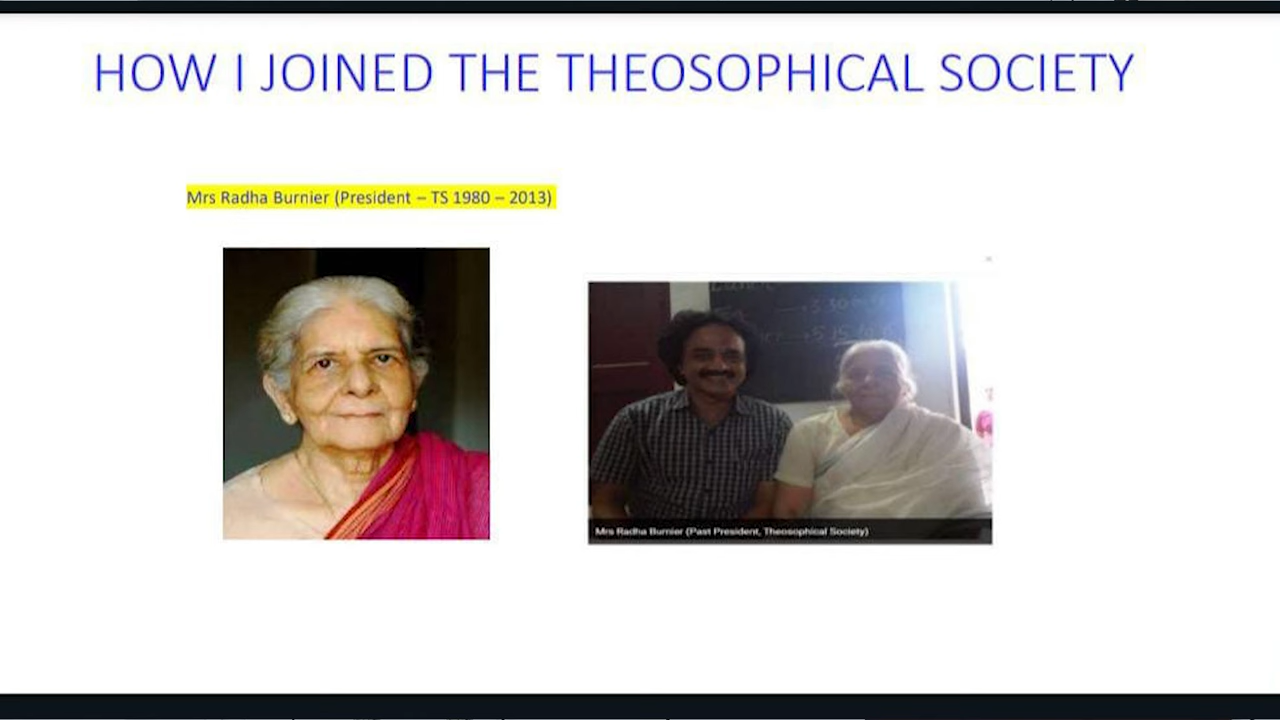 HOW I JOINED THE THEOSOPHICAL SOCIETY
Mrs Radha Burnier (President – TS 1980 – 2013)
Mrs Radha Burnier (Past President, Theosophical Society)